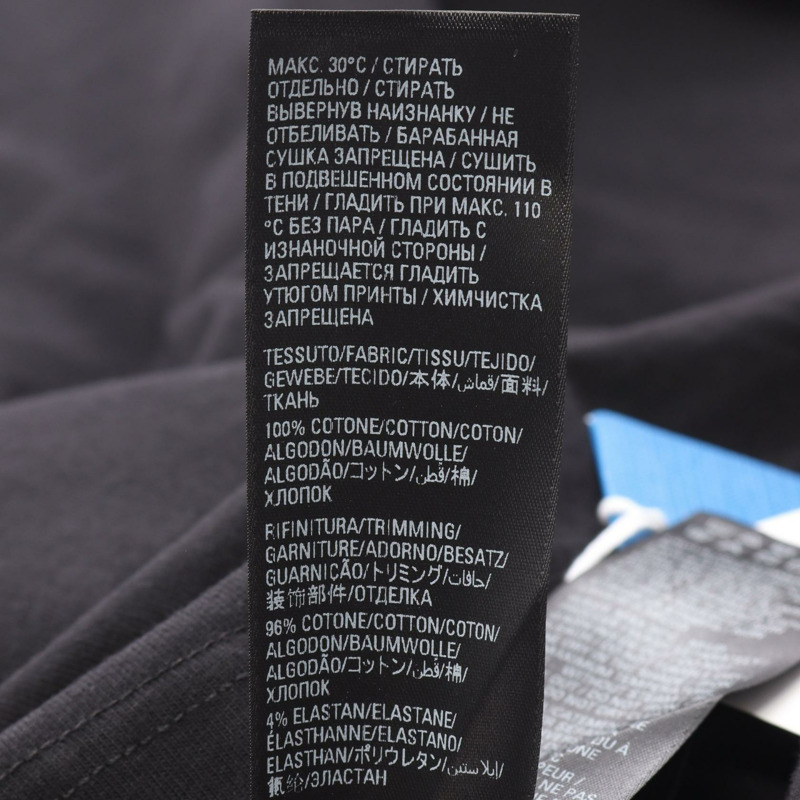 МАКС. 30°C / СТИРАТЬ
ОТДЕЛЬНО / СТИРАТЬ
ВЫВЕРНУВ НАИЗНАНКУ / НЕ
ОТБЕЛИВАТЬ / БАРАБАННАЯ
СУШКА ЗАПРЕЩЕНА / СУШИТЬ
В ПОДВЕШЕННОМ СОСТОЯНИИ В
ТЕНИ / ГЛАДИТЬ ПРИ МАКС. 110
°C БЕЗ ПАРА / ГЛАДИТЬ С
ИЗНАНОЧНОЙ СТОРОНЫ /
ЗАПРЕЩАЕТСЯ ГЛАДИТЬ
УТЮГОМ ПРИНТЫ / ХИМЧИСТКА
ЗАПРЕЩЕНА
TESSUTO/FABRIC/TISSU/TEJIDO/
GEWEBE/TECIDO/本体/قماش/面料/
ТКАНЬ
100% COTONE/COTTON/COTON/
ALGODON/BAUMWOLLE/
ALGODÃO/コットン/قطن/棉/
ХЛОПОК
RIFINITURA/TRIMMING/
GARNITURE/ADORNO/BESATZ/
GUARNIÇÃO/トリミング/حافات/
装饰部件/ОТДЕЛКА
96% COTONE/COTTON/COTON/
ALGODON/BAUMWOLLE/
ALGODÃO/コットン/قطن/棉/
ХЛОПОК
4% ELASTAN/ELASTANE/
ÉLASTHANNE/ELASTANO/
ELASTHAN/ポリウレタン/إيلاستين/
氨纶/ЭЛАСТАН